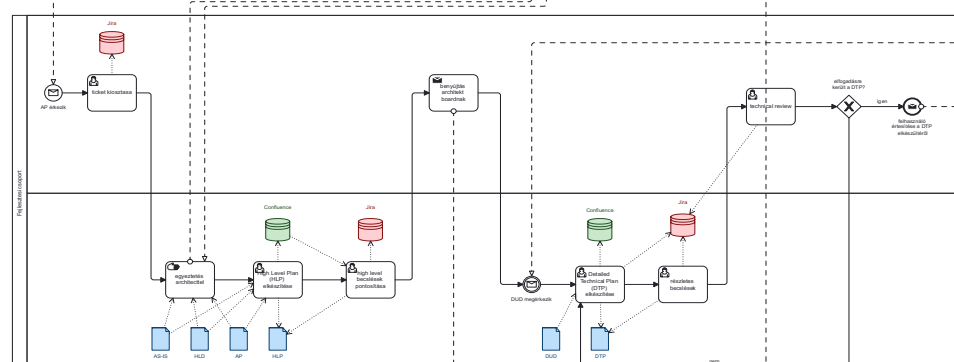 Jira
ticket kiosztása
AP érkezik
benyújtás
architekt
boardnak
technical review
elfogadásra
került a DTP?
igen
felhasználó
értesítése a DTP
elkészültéről
Fejlesztési csoport
Confluence
Jira
egyeztetés
architecttel
High Level Plan
(HLP)
elkészítése
high level
becslések
pontosítása
AS-IS
HLD
AP
HLP
Confluence
Jira
DUD megérkezik
Detailed
Technical Plan
(DTP)
elkészítése
részletes
becslések
DUD
DTP